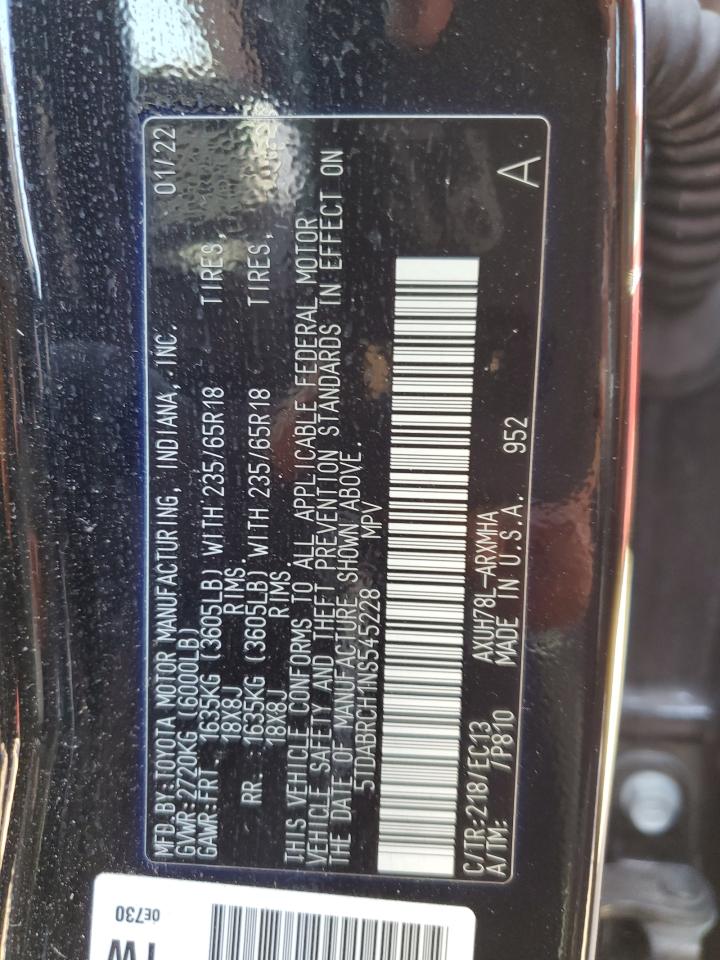 01/22
MFD.BY:TOYOTA MOTOR MANUFACTURING, INDIANA, INC.
GVWR:2720KG (6000LB)
GAWR:FRT. 1635KG (3605LB) WITH 235/65R18 TIRES,
18X8J RIMS.
RR. 1635KG (3605LB) WITH 235/65R18 TIRES,
18X8J RIMS.
THIS VEHICLE CONFORMS TO ALL APPLICABLE FEDERAL MOTOR
VEHICLE SAFETY AND THEFT PREVENTION STANDARDS IN EFFECT ON
THE DATE OF MANUFACTURE SHOWN ABOVE.
5TDABRCH1NS545228 MPV
C/TR:218/EC13 AXUH78L-ARXMHA
A/TM: /P810 MADE IN U.S.A. 952 A
0E730
TW